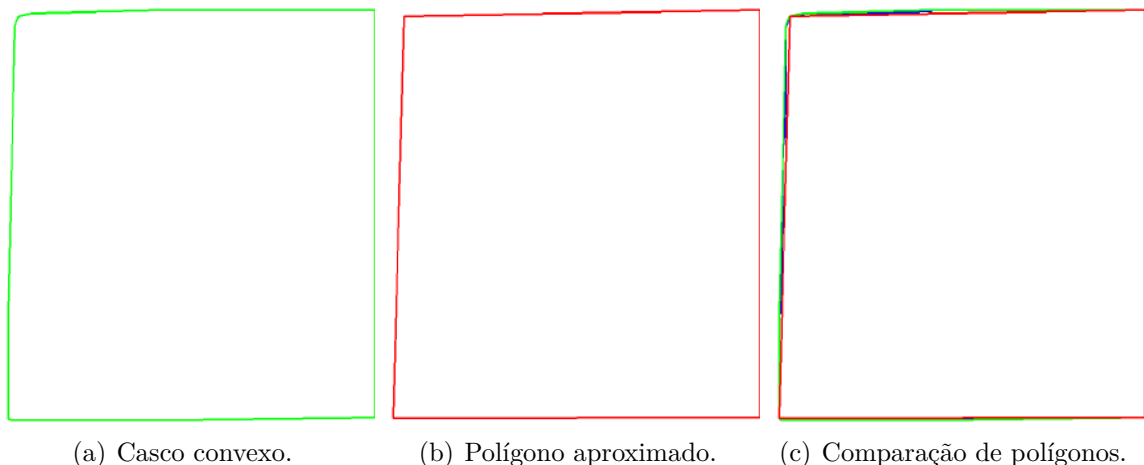 (a) Casco convexo.
(b) Polígono aproximado.
(c) Comparação de polígonos.